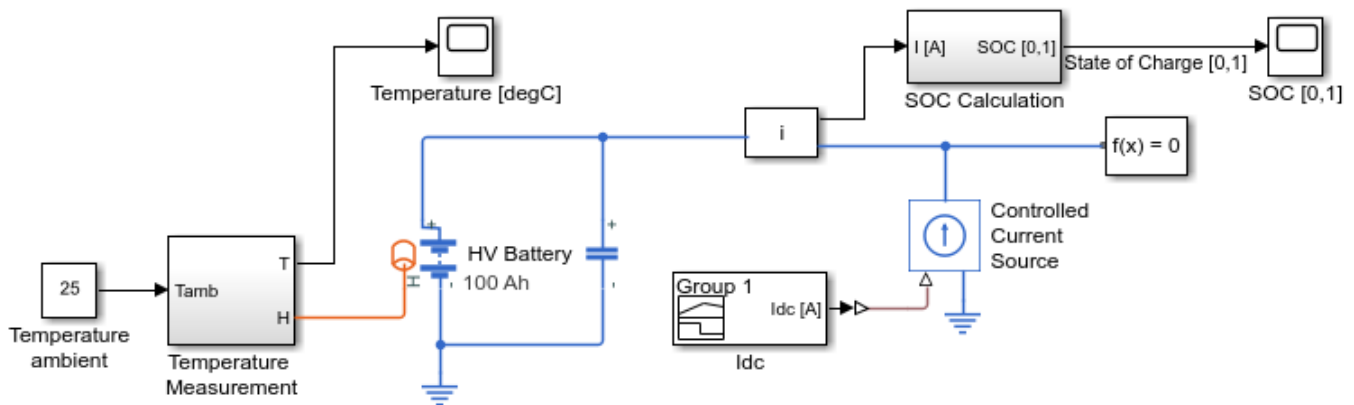 Temperature [degC]
I [A]
SOC [0,1]
SOC Calculation
State of Charge [0,1]
SOC [0,1]
i
f(x) = 0
25
Temperature
ambient
Tamb
T
H
Temperature
Measurement
+
H
-
HV Battery
100 Ah
+
-
Group 1
Idc [A]
Idc
Controlled
Current
Source